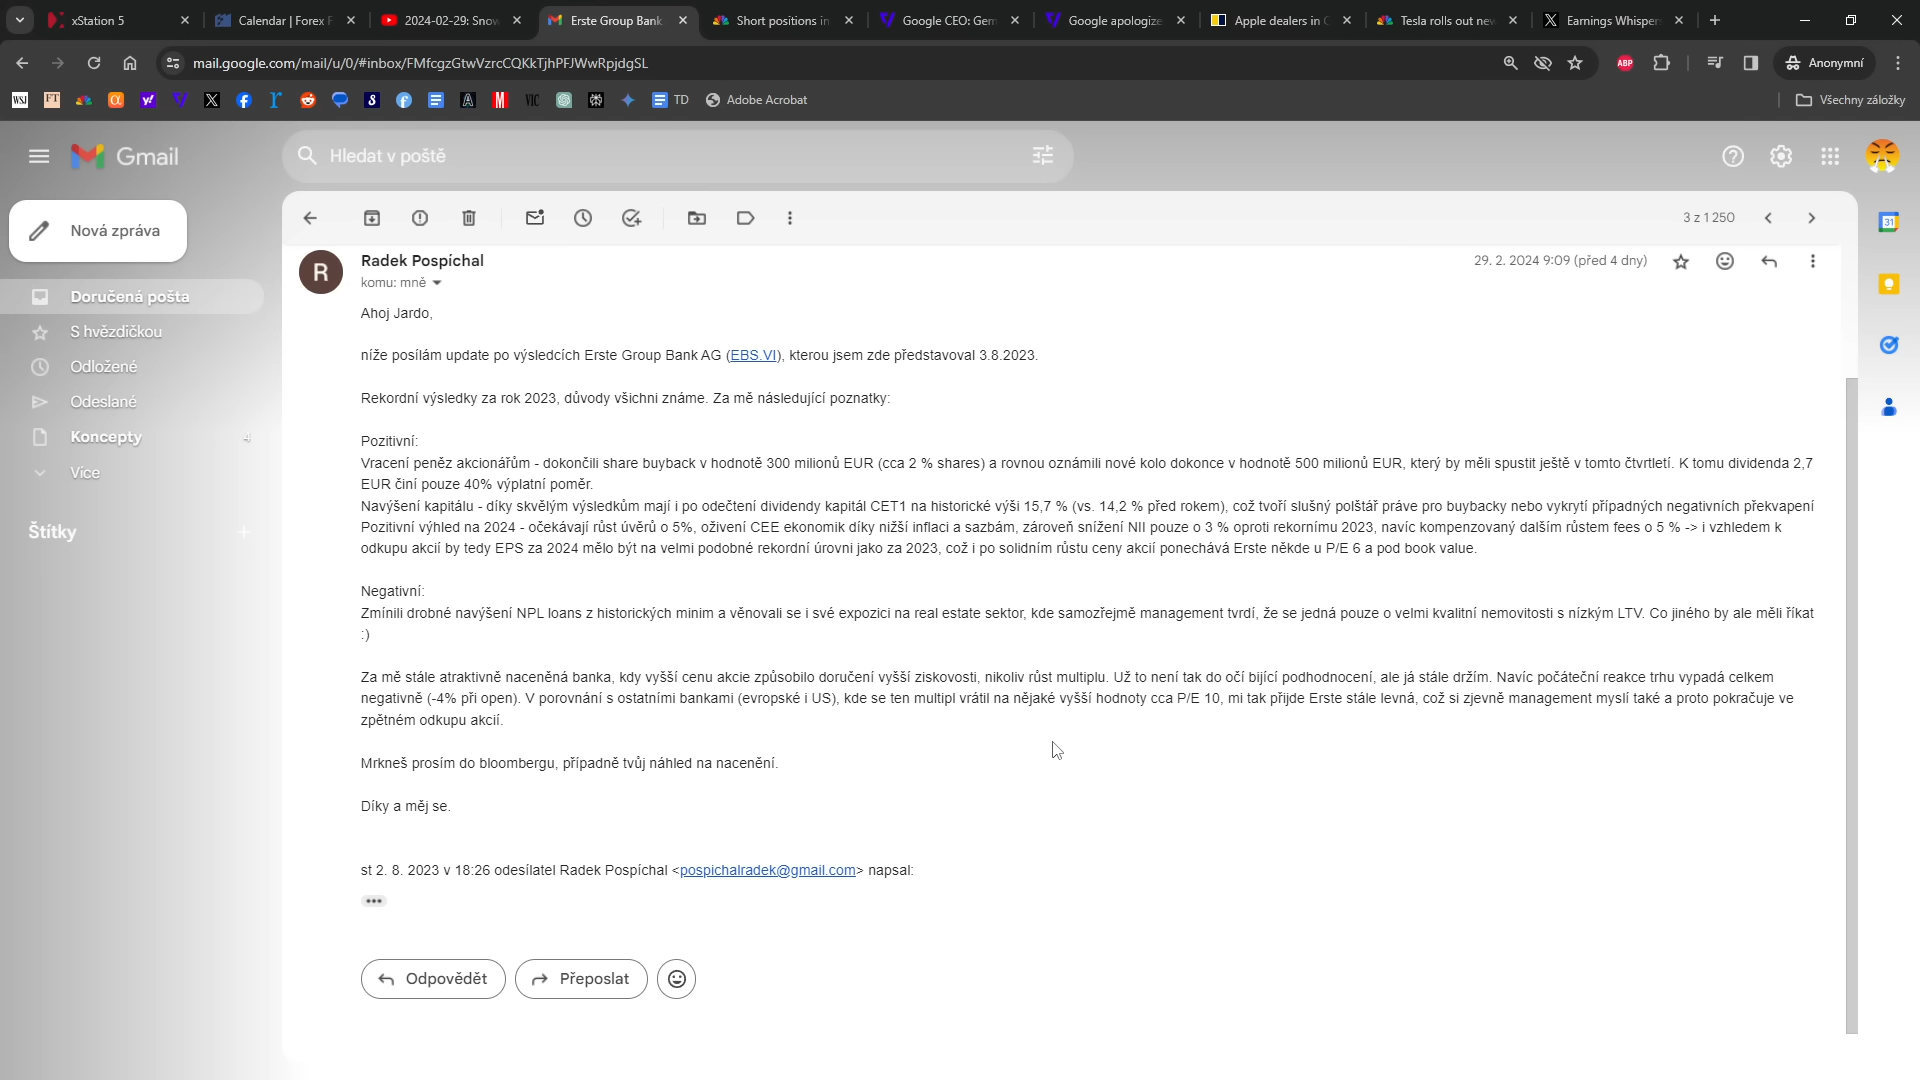 xStation 5
Calendar | Forex F
2024-02-29: Snow
Erste Group Bank
Short positions in
Google CEO: Gem
Google apologize
Apple dealers in C
Tesla rolls out new
Earnings Whisper
mail.google.com/mail/u/0/#inbox/FMfcgzGtwVzrcCQKkTjhPFJWwRpjdgSL
ABP
Anonymní
WSJ
FT
VIC
TD
Adobe Acrobat
Všechny záložky
Gmail
Hledat v poště
Nová zpráva
3 z 1 250
Doručená pošta
S hvězdičkou
Odložené
Odeslané
Koncepty 4
Více
Štítky
31
R
Radek Pospíchal
29. 2. 2024 9:09 (před 4 dny)
komu: mně
Ahoj Jardo,
níže posílám update po výsledcích Erste Group Bank AG (EBS.VI), kterou jsem zde představoval 3.8.2023.
Rekordní výsledky za rok 2023, důvody všichni známe. Za mě následující poznatky:
Pozitivní:
Vracení peněz akcionářům - dokončili share buyback v hodnotě 300 milionů EUR (cca 2 % shares) a rovnou oznámili nové kolo dokonce v hodnotě 500 milionů EUR, který by měli spustit ještě v tomto čtvrtletí. K tomu dividenda 2,7
EUR činí pouze 40% výplatní poměr.
Navýšení kapitálu - díky skvělým výsledkům mají i po odečtení dividendy kapitál CET1 na historické výši 15,7 % (vs. 14,2 % před rokem), což tvoří slušný polštář práve pro buybacky nebo vykrytí případných negativních překvapení
Pozitivní výhled na 2024 - očekávají růst úvěrů o 5%, oživení CEE ekonomik díky nižší inflaci a sazbám, zároveň snížení NII pouze o 3 % oproti rekornímu 2023, navíc kompenzovaný dalším růstem fees o 5 % -> i vzhledem k
odkupu akcií by tedy EPS za 2024 mělo být na velmi podobné rekordní úrovni jako za 2023, což i po solidním růstu ceny akcií ponechává Erste někde u P/E 6 a pod book value.
Negativní:
Zmínili drobné navýšení NPL loans z historických minim a věnovali se i své expozici na real estate sektor, kde samozřejmě management tvrdí, že se jedná pouze o velmi kvalitní nemovitosti s nízkým LTV. Co jiného by ale měli říkat
:)
Za mě stále atraktivně naceněná banka, kdy vyšší cenu akcie způsobilo doručení vyšší ziskovosti, nikoliv růst multiplu. Už to není tak do očí bijící podhodnocení, ale já stále držím. Navíc počáteční reakce trhu vypadá celkem
negativně (-4% při open). V porovnání s ostatními bankami (evropské i US), kde se ten multipl vrátil na nějaké vyšší hodnoty cca P/E 10, mi tak přijde Erste stále levná, což si zjevně management myslí také a proto pokračuje ve
zpětném odkupu akcií.
Mrkneš prosím do bloombergu, případně tvůj náhled na nacenění.
Díky a měj se.
st 2. 8. 2023 v 18:26 odesílatel Radek Pospíchal <pospichalradek@gmail.com> napsal:
Odpovědět
Přeposlat